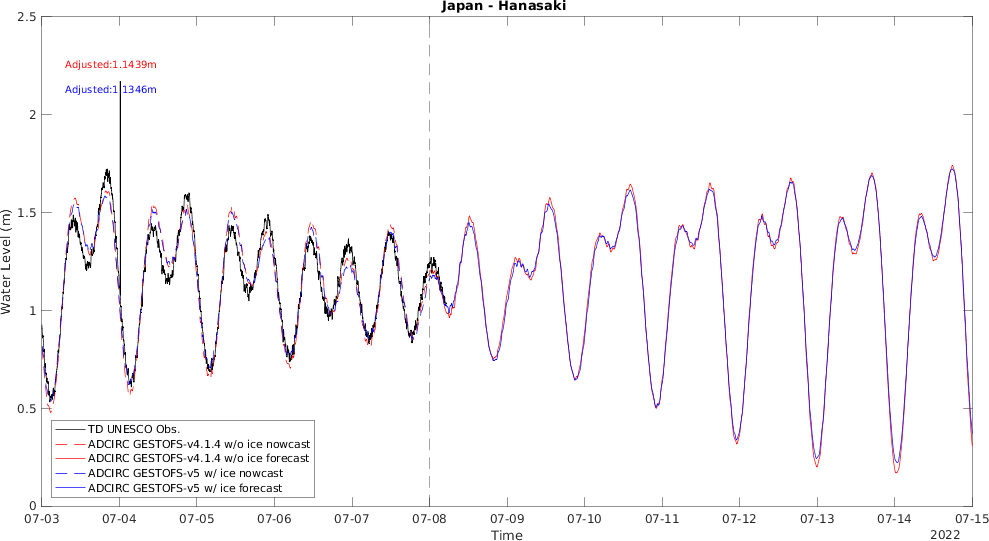 Japan - Hanasaki
2.5
2
1.5
1
0.5
0
Water Level (m)
Adjusted:1.1439m
Adjusted:1.1346m
TD UNESCO Obs.
ADCIRC GESTOFS-v4.1.4 w/o ice nowcast
ADCIRC GESTOFS-v4.1.4 w/o ice forecast
ADCIRC GESTOFS-v5 w/ ice nowcast
ADCIRC GESTOFS-v5 w/ ice forecast
07-03 07-04 07-05 07-06 07-07 07-08 07-09 07-10 07-11 07-12 07-13 07-14 07-15
Time
2022